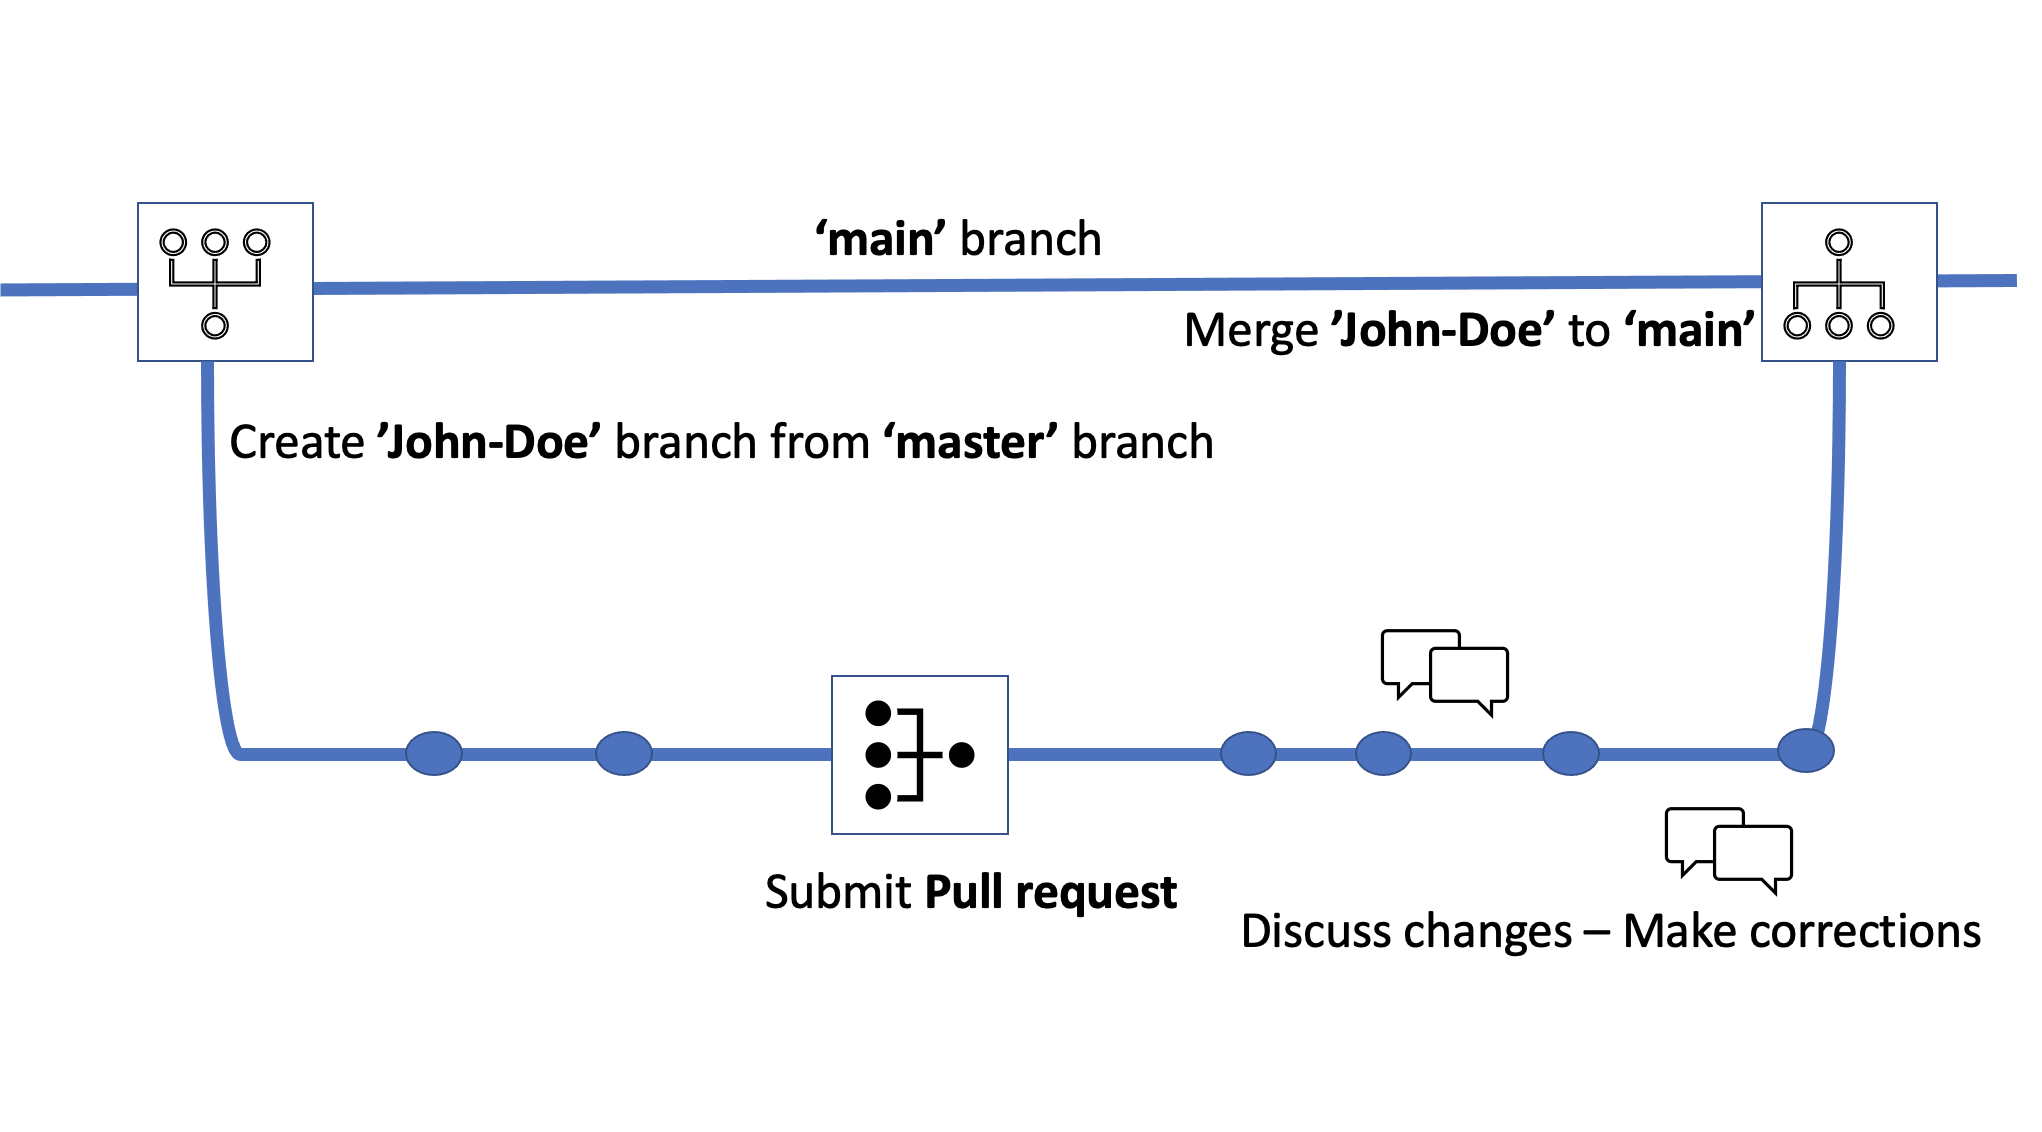 ‘main’ branch
Merge ’John-Doe’ to ‘main’
Create ’John-Doe’ branch from ‘master’ branch
Submit Pull request
Discuss changes – Make corrections